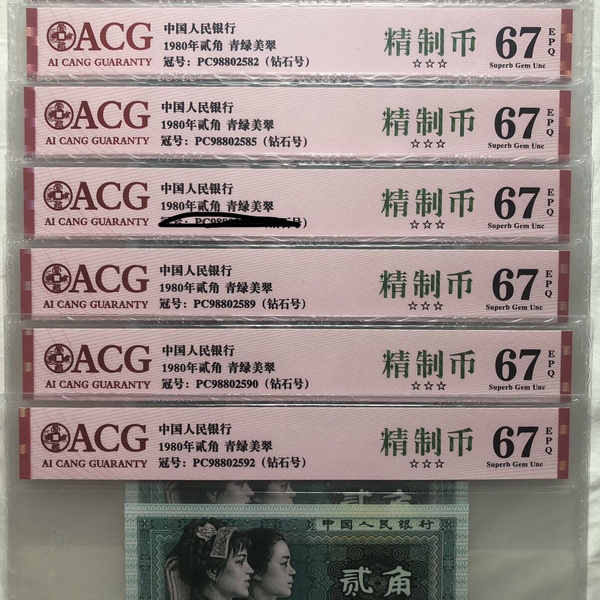 ACG
AI CANG GUARANTY
中国人民银行
1980年贰角 青绿美翠
冠号：PC98802582（钻石号）
精制币
☆☆☆
67
EPQ
Superb Gem Unc
ACG
AI CANG GUARANTY
中国人民银行
1980年贰角 青绿美翠
冠号：PC98802585（钻石号）
精制币
☆☆☆
67
EPQ
Superb Gem Unc
ACG
AI CANG GUARANTY
中国人民银行
1980年贰角 青绿美翠
精制币
☆☆☆
67
EPQ
Superb Gem Unc
ACG
AI CANG GUARANTY
中国人民银行
1980年贰角 青绿美翠
冠号：PC98802589（钻石号）
精制币
☆☆☆
67
EPQ
Superb Gem Unc
ACG
AI CANG GUARANTY
中国人民银行
1980年贰角 青绿美翠
冠号：PC98802590（钻石号）
精制币
☆☆☆
67
EPQ
Superb Gem Unc
ACG
AI CANG GUARANTY
中国人民银行
1980年贰角 青绿美翠
冠号：PC98802592（钻石号）
精制币
☆☆☆
67
EPQ
Superb Gem Unc
贰角
中国人民银行
贰角